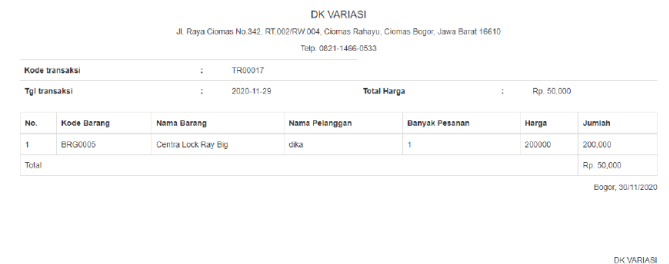 DK VARIASI
Jl. Raya Ciomas No.342, RT.002/RW.004, Ciomas Rahayu, Ciomas Bogor, Jawa Barat 16610
Telp. 0821-1466-0533
Kode transaksi : TR00017
Tgl transaksi : 2020-11-29 Total Harga : Rp. 50,000
No. Kode Barang Nama Barang Nama Pelanggan Banyak Pesanan Harga Jumlah
1 BRG0005 Centra Lock Ray Big dika 1 200000 200,000
Total Rp. 50,000
Bogor, 30/11/2020
DK VARIASI